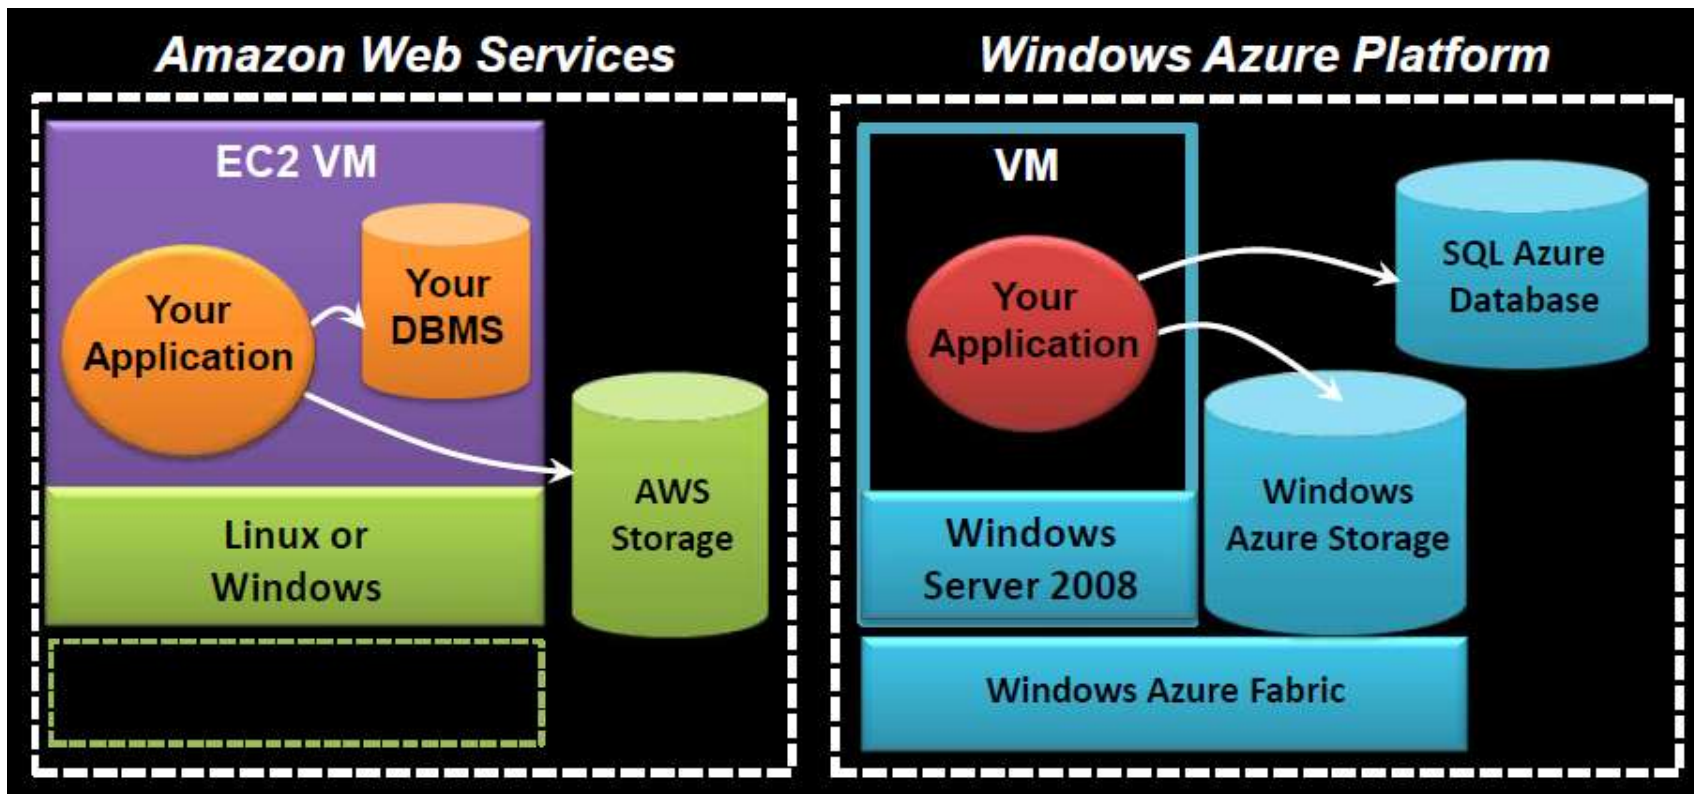 Amazon Web Services
EC2 VM
Your
Application
Your
DBMS
AWS
Storage
Linux or
Windows
Windows Azure Platform
VM
Your
Application
SQL Azure
Database
Windows
Azure Storage
Windows
Server 2008
Windows Azure Fabric